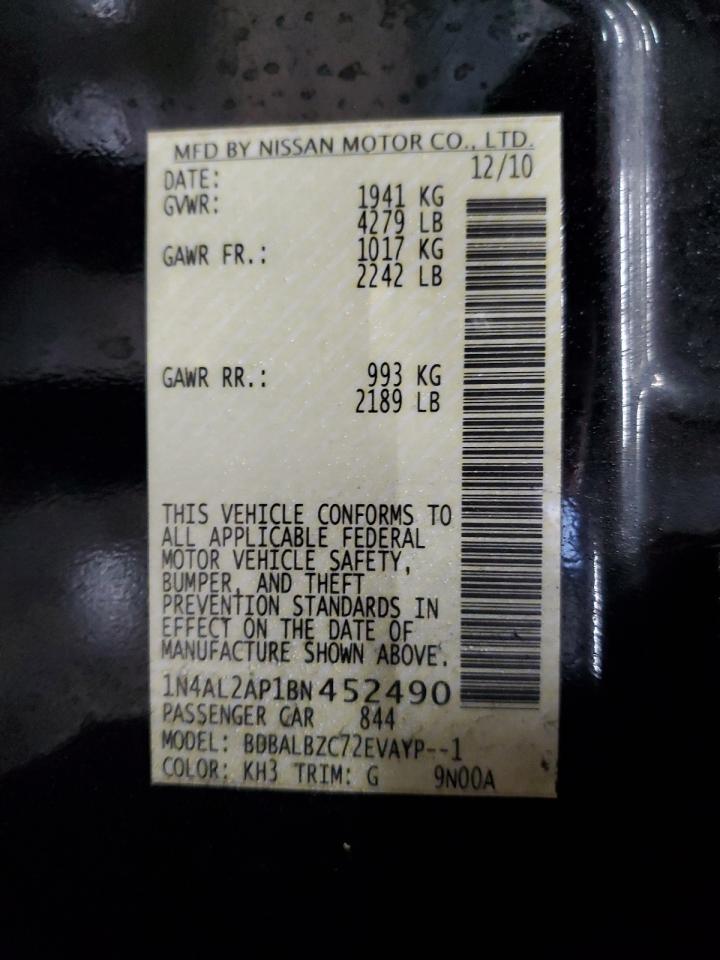 MFD BY NISSAN MOTOR CO., LTD.
DATE: 12/10
GVWR: 1941 KG
4279 LB
GAWR FR.: 1017 KG
2242 LB
GAWR RR.: 993 KG
2189 LB
THIS VEHICLE CONFORMS TO
ALL APPLICABLE FEDERAL
MOTOR VEHICLE SAFETY,
BUMPER, AND THEFT
PREVENTION STANDARDS IN
EFFECT ON THE DATE OF
MANUFACTURE SHOWN ABOVE.
1N4AL2AP1BN452490
PASSENGER CAR 844
MODEL: BDBALBZC72EVAYP--1
COLOR: KH3 TRIM: G 9N00A